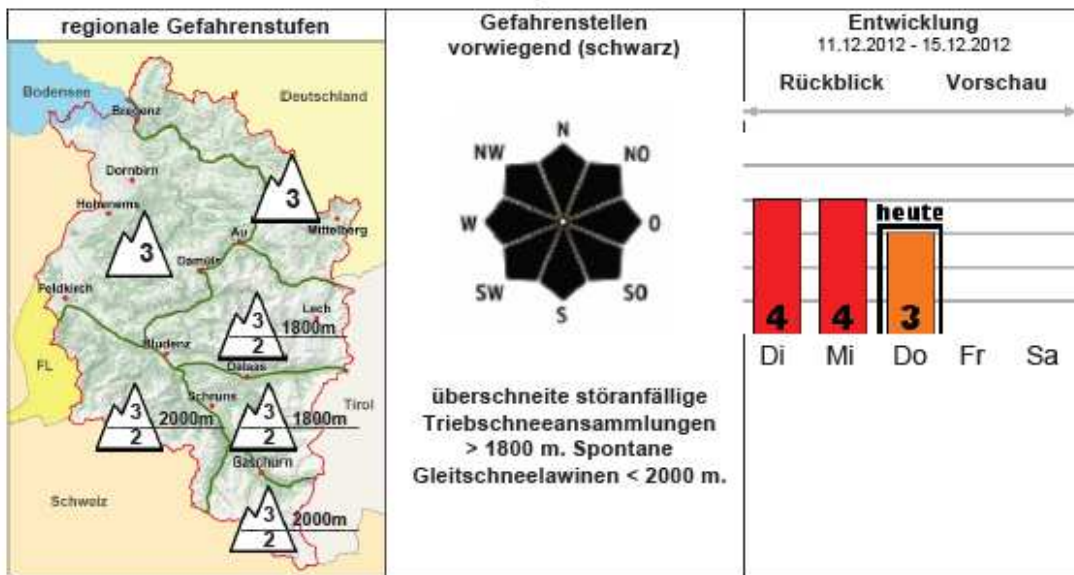 regionale Gefahrenstufen
Bodensee
Deutschland
Bregenz
Dornbirn
3
Hohenems
Mittelberg
Au
3
Damüls
Feldkirch
Lech
3
1800m
2
Bludenz
FL
Dalaas
Tirol
Schruns
3
2000m
2
3
1800m
2
Gaschurn
Schweiz
3
2000m
2
Gefahrenstellen
vorwiegend (schwarz)
N
NW
NO
W
O
SW
SO
S
überschneite störanfällige
Triebschneeansammlungen
> 1800 m. Spontane
Gleitschneelawinen < 2000 m.
Entwicklung
11.12.2012 - 15.12.2012
Rückblick Vorschau
heute
4 4 3
Di Mi Do Fr Sa